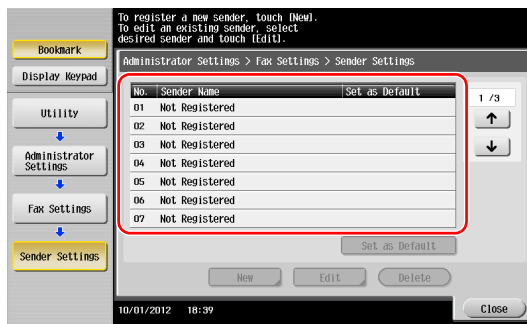 To register a new sender, touch [New].
To edit an existing sender, select
desired sender and touch [Edit].
Bookmark
Display Keypad
Utility
Administrator
Settings
Fax Settings
Sender Settings
Administrator Settings > Fax Settings > Sender Settings
No. Sender Name Set as Default
01 Not Registered
02 Not Registered
03 Not Registered
04 Not Registered
05 Not Registered
06 Not Registered
07 Not Registered
1 /3
↑
↓
Set as Default
New Edit Delete
10/01/2012 18:39
Close